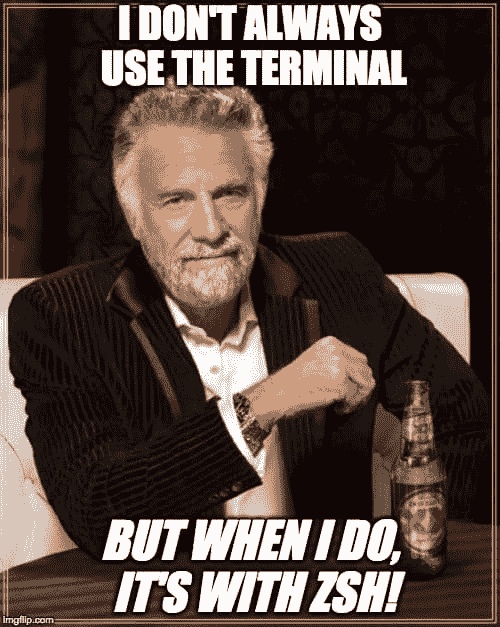 I DON'T ALWAYS
USE THE TERMINAL
BUT WHEN I DO,
IT'S WITH ZSH!
imgflip.com